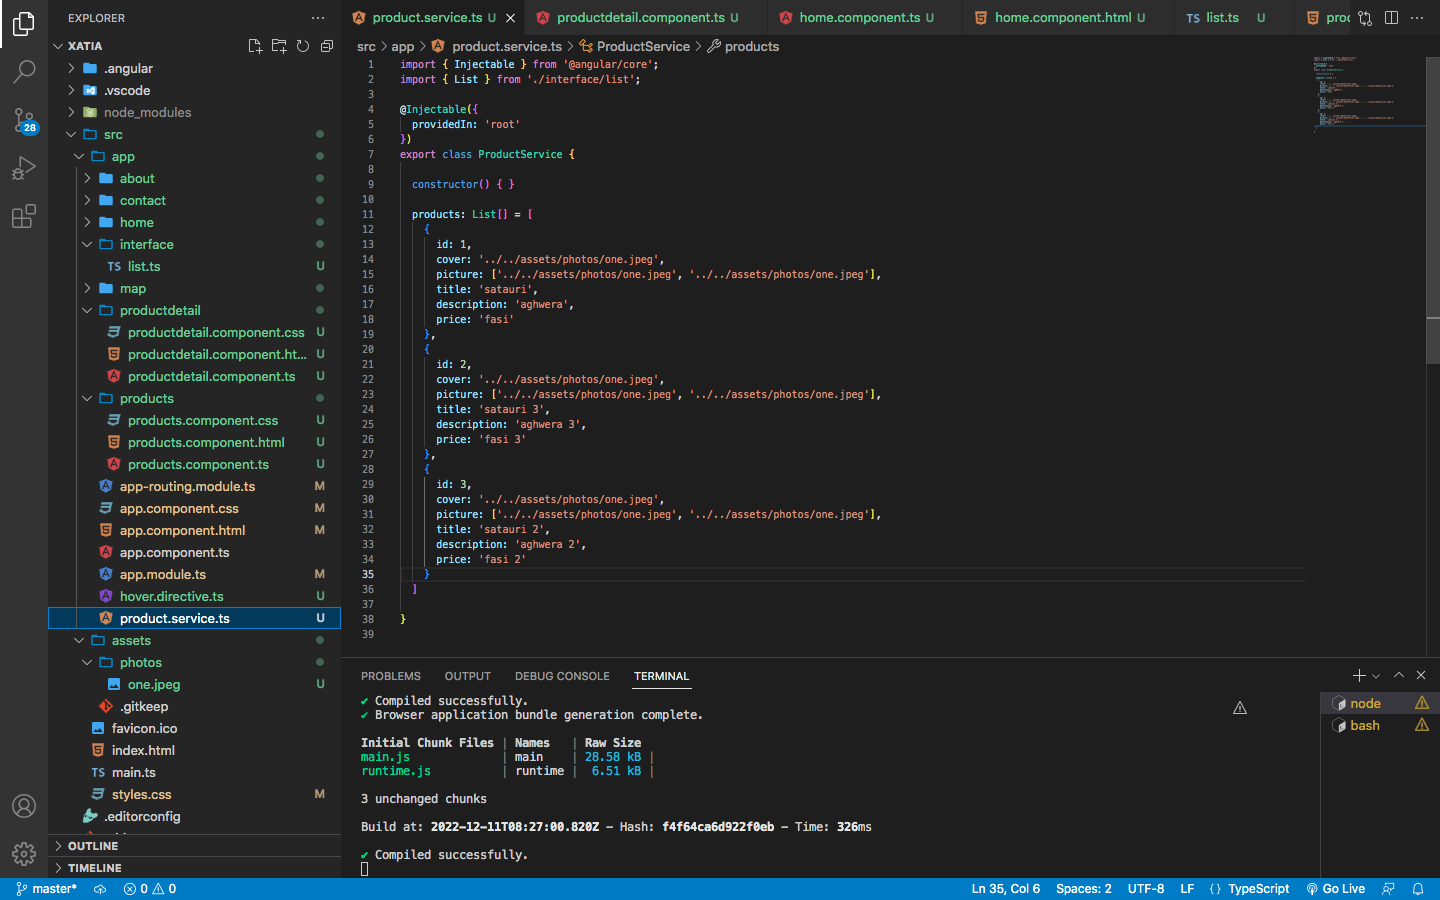 EXPLORER
XATIA
.angular
.vscode
node_modules
src
app
about
contact
home
interface
TS list.ts U
map
productdetail
productdetail.component.css U
productdetail.component.ht... U
productdetail.component.ts U
products
products.component.css U
products.component.html U
products.component.ts U
app-routing.module.ts M
app.component.css M
app.component.html M
app.component.ts
app.module.ts M
hover.directive.ts U
product.service.ts U
assets
photos
one.jpeg U
.gitkeep
favicon.ico
index.html
TS main.ts
styles.css M
.editorconfig
OUTLINE
TIMELINE
28
product.service.ts U
productdetail.component.ts U
home.component.ts U
home.component.html U
TS list.ts U
src > app > product.service.ts > ProductService > products
1 import { Injectable } from '@angular/core';
2 import { List } from './interface/list';
3
4 @Injectable({
5 providedIn: 'root'
6 })
7 export class ProductService {
8
9 constructor() { }
10
11 products: List[] = [
12 {
13 id: 1,
14 cover: '../../assets/photos/one.jpeg',
15 picture: ['../../assets/photos/one.jpeg', '../../assets/photos/one.jpeg'],
16 title: 'satauri',
17 description: 'aghwera',
18 price: 'fasi'
19 },
20 {
21 id: 2,
22 cover: '../../assets/photos/one.jpeg',
23 picture: ['../../assets/photos/one.jpeg', '../../assets/photos/one.jpeg'],
24 title: 'satauri 3',
25 description: 'aghwera 3',
26 price: 'fasi 3'
27 },
28 {
29 id: 3,
30 cover: '../../assets/photos/one.jpeg',
31 picture: ['../../assets/photos/one.jpeg', '../../assets/photos/one.jpeg'],
32 title: 'satauri 2',
33 description: 'aghwera 2',
34 price: 'fasi 2'
35 }
36 ]
37
38 }
39
PROBLEMS OUTPUT DEBUG CONSOLE TERMINAL
✔ Compiled successfully.
✔ Browser application bundle generation complete.
Initial Chunk Files | Names | Raw Size
main.js | main | 28.58 kB |
runtime.js | runtime | 6.51 kB |
3 unchanged chunks
Build at: 2022-12-11T08:27:00.820Z - Hash: f4f64ca6d922f0eb - Time: 326ms
✔ Compiled successfully.
node
bash
master* 0 0 Ln 35, Col 6 Spaces: 2 UTF-8 LF {} TypeScript Go Live